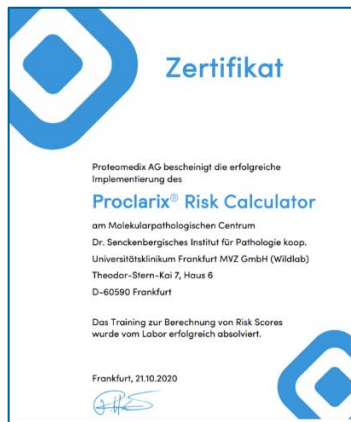 Zertifikat
Proteomedix AG bescheinigt die erfolgreiche
Implementierung des
Proclarix® Risk Calculator
am Molekularpathologischen Centrum
Dr. Senckenbergisches Institut für Pathologie koop.
Universitätsklinikum Frankfurt MVZ GmbH (Wildlab)
Theodor-Stern-Kai 7, Haus 6
D-60590 Frankfurt
Das Training zur Berechnung von Risk Scores
wurde vom Labor erfolgreich absolviert.
Frankfurt, 21.10.2020